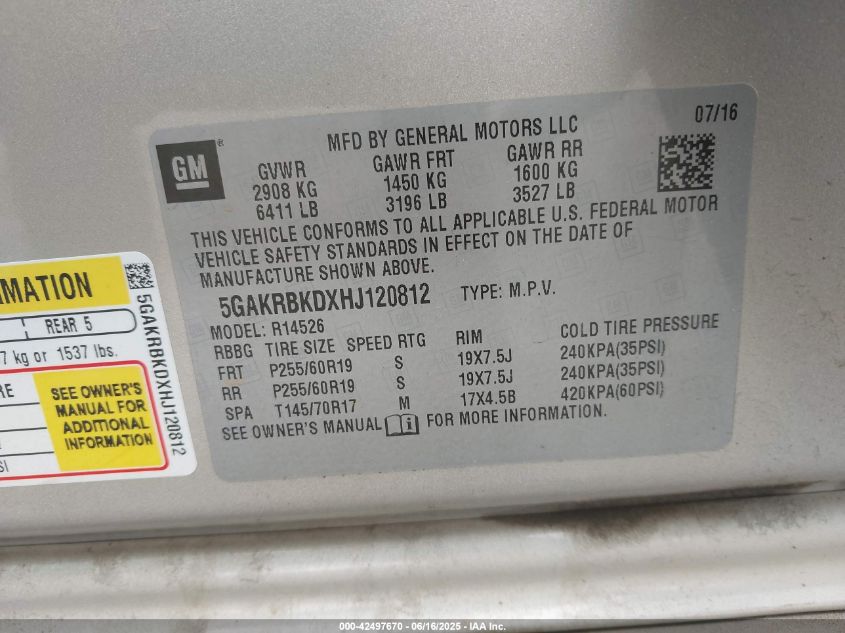 07/16
MFD BY GENERAL MOTORS LLC
GM®
GVWR GAWR FRT GAWR RR
2908 KG 1450 KG 1600 KG
6411 LB 3196 LB 3527 LB
THIS VEHICLE CONFORMS TO ALL APPLICABLE U.S. FEDERAL MOTOR
VEHICLE SAFETY STANDARDS IN EFFECT ON THE DATE OF
MANUFACTURE SHOWN ABOVE.
5GAKRBKDXHJ120812 TYPE: M.P.V.
MODEL: R14526
RBBG TIRE SIZE SPEED RTG RIM COLD TIRE PRESSURE
FRT P255/60R19 S 19X7.5J 240KPA(35PSI)
RR P255/60R19 S 19X7.5J 240KPA(35PSI)
SPA T145/70R17 M 17X4.5B 420KPA(60PSI)
SEE OWNER'S MANUAL FOR MORE INFORMATION.
REAR 5
kg or 1537 lbs.
SEE OWNER'S
MANUAL FOR
ADDITIONAL
INFORMATION
5GAKRBKDXHJ120812
000-42497670 - 06/16/2025 - IAA Inc.